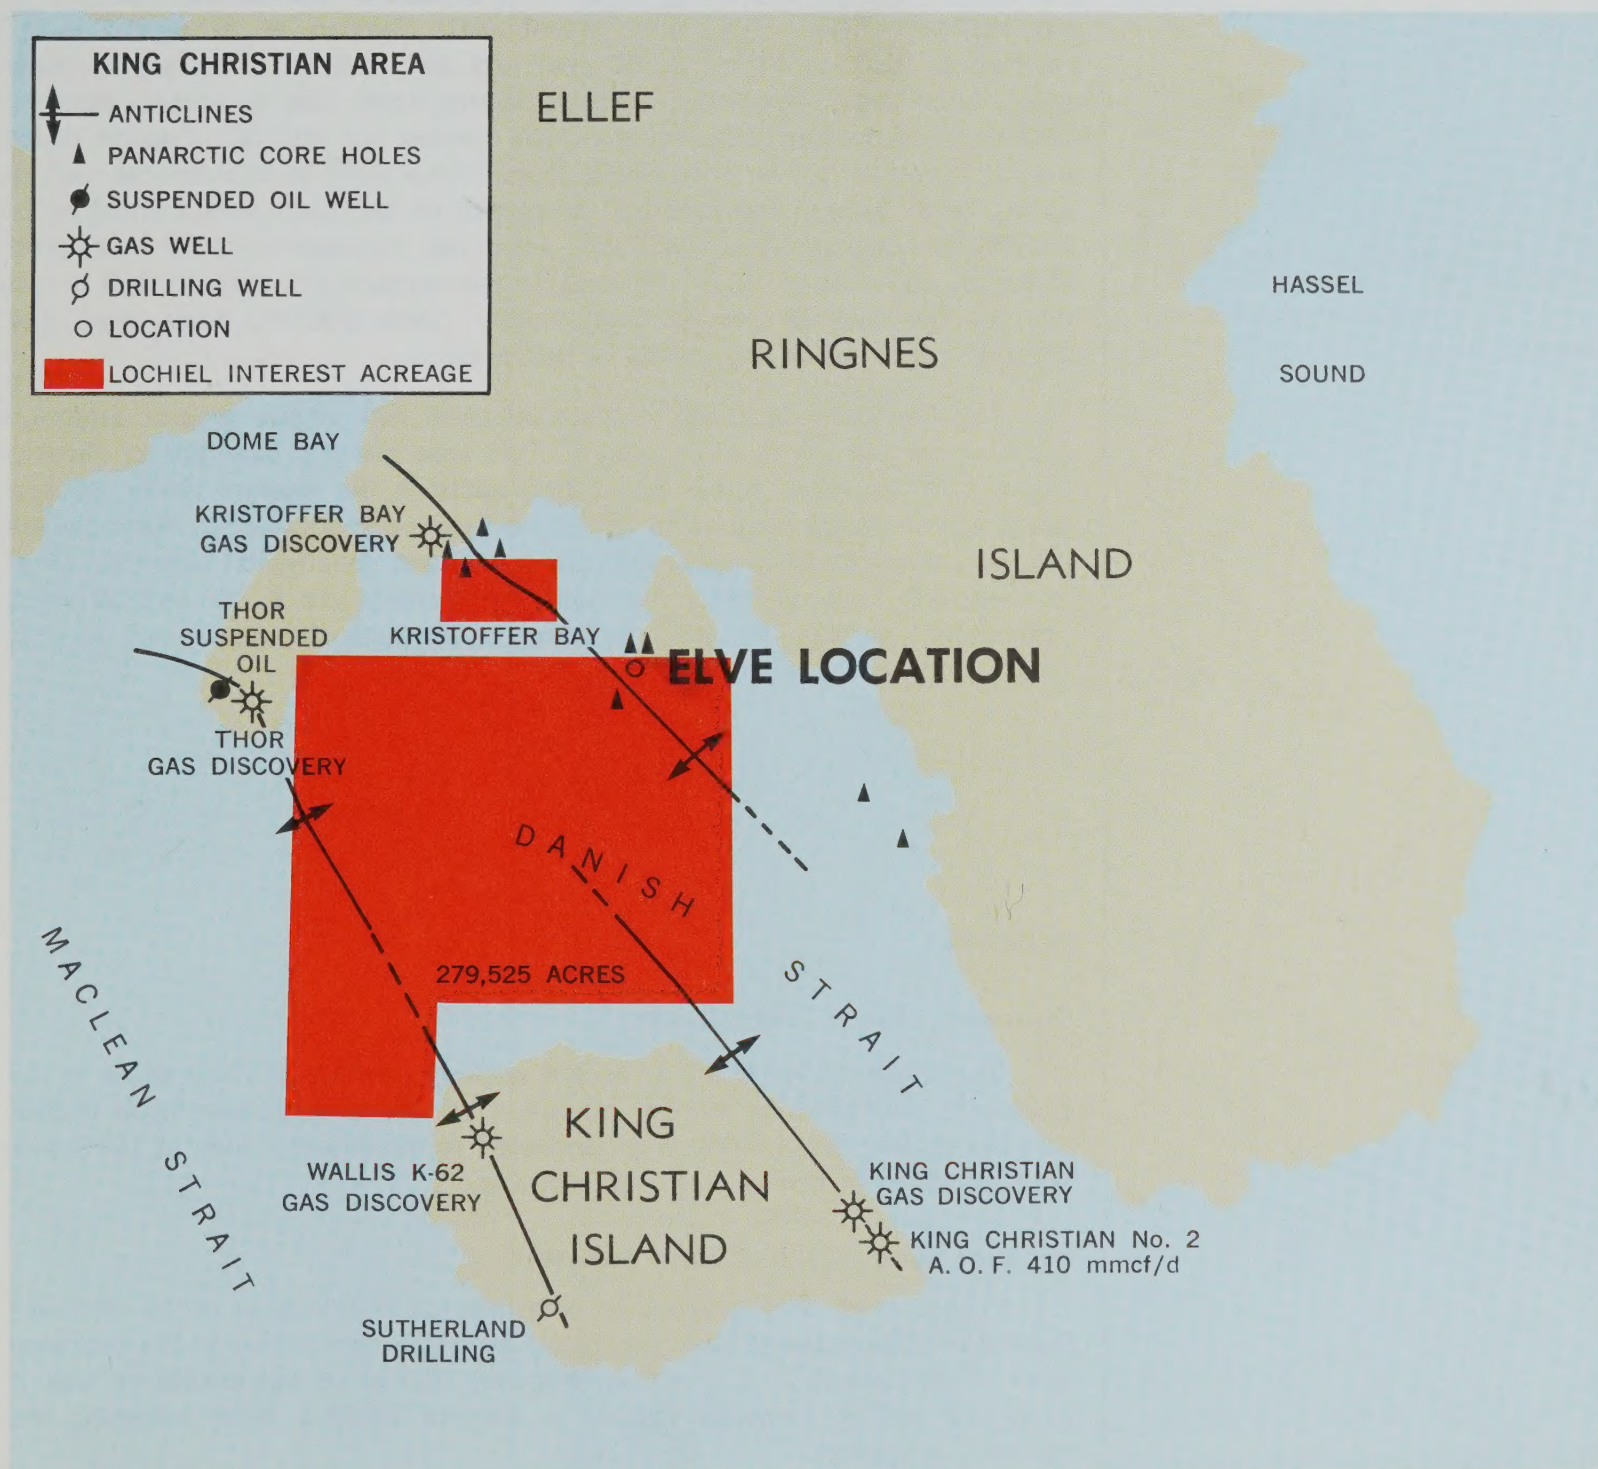 KING CHRISTIAN AREA
ANTICLINES
PANARCTIC CORE HOLES
SUSPENDED OIL WELL
GAS WELL
DRILLING WELL
LOCATION
LOCHIEL INTEREST ACREAGE
ELLEF
RINGNES
ISLAND
HASSEL
SOUND
DOME BAY
KRISTOFFER BAY
GAS DISCOVERY
THOR
SUSPENDED
OIL
KRISTOFFER BAY
ELVE LOCATION
THOR
GAS DISCOVERY
DANISH
STRAIT
279,525 ACRES
MACLEAN
STRAIT
KING
CHRISTIAN
ISLAND
WALLIS K-62
GAS DISCOVERY
KING CHRISTIAN
GAS DISCOVERY
KING CHRISTIAN No. 2
A. O. F. 410 mmcf/d
SUTHERLAND
DRILLING